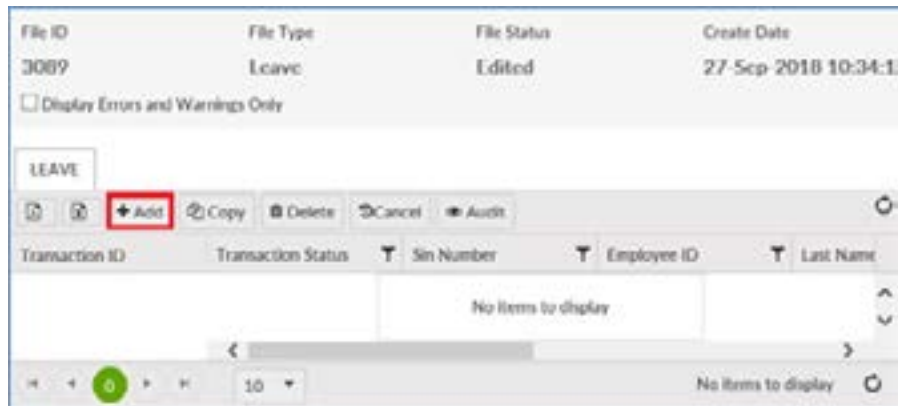 File ID File Type File Status Create Date
3089 Leave Edited 27-Sep-2018 10:34:1
Display Errors and Warnings Only
LEAVE
Add Copy Delete Cancel Audit
Transaction ID Transaction Status Sin Number Employee ID Last Name
No items to display
0 10 No items to display